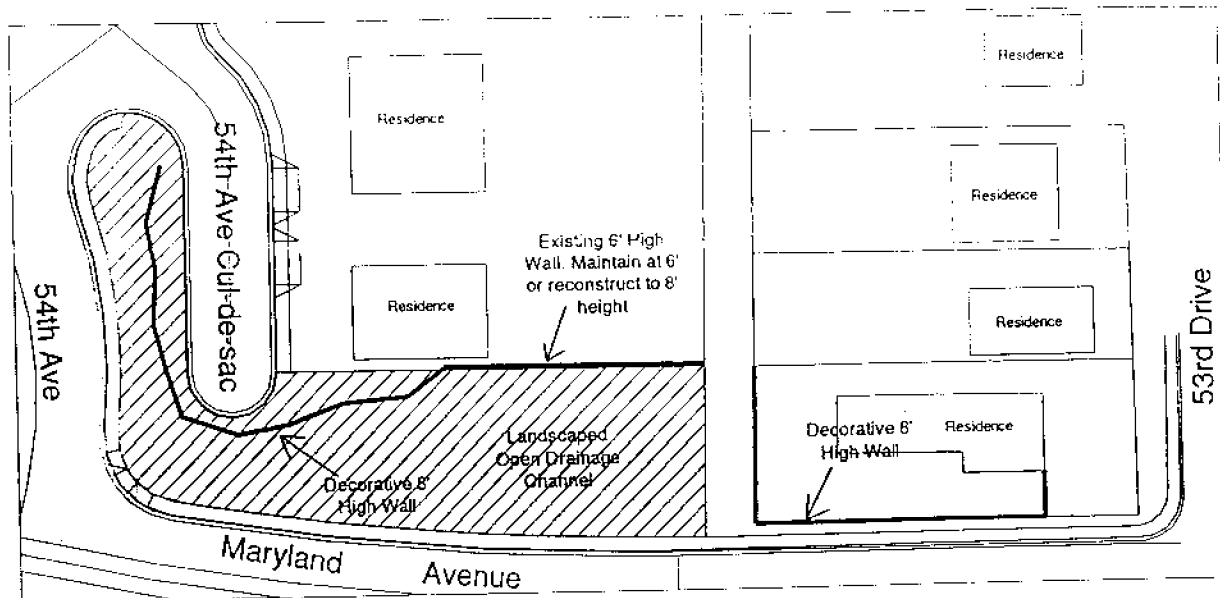 Residence
Residence
54th Ave Cul-de-sac
Residence
Existing 6' High
Wall. Maintain at 6'
or reconstruct to 8'
height
54th Ave
Residence
Residence
53rd Drive
Landscaped
Open Drainage
Channel
Decorative 8'
High Wall
Decorative 8'
High Wall
Residence
Maryland Avenue